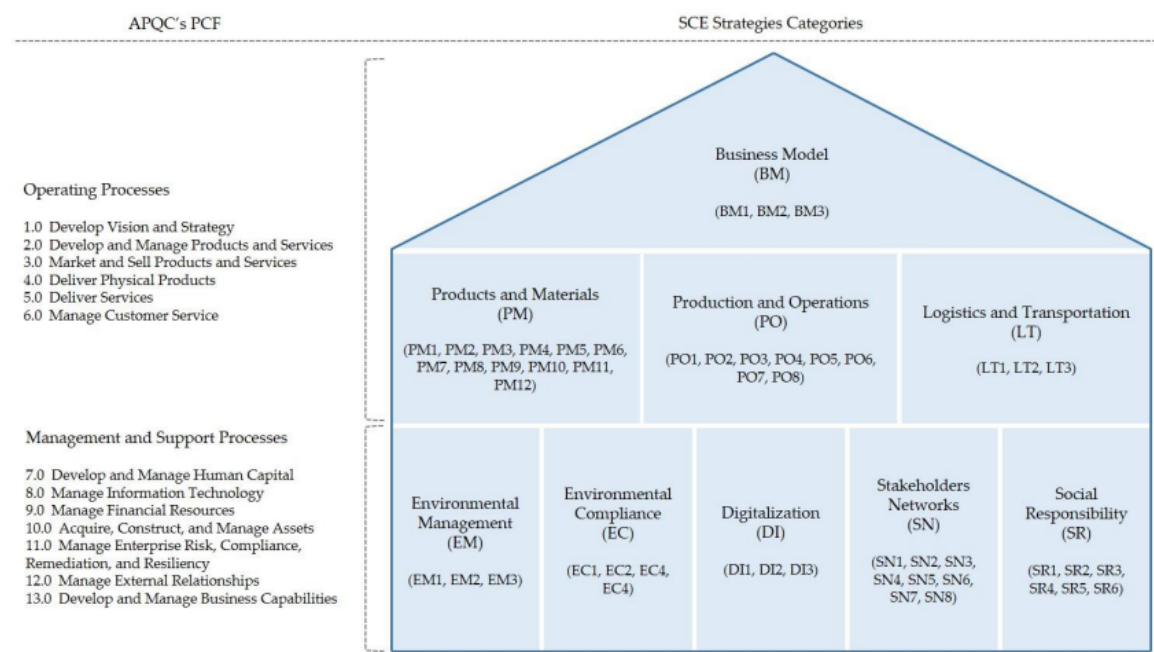 APQC's PCF
SCE Strategies Categories
Operating Processes
1.0 Develop Vision and Strategy
2.0 Develop and Manage Products and Services
3.0 Market and Sell Products and Services
4.0 Deliver Physical Products
5.0 Deliver Services
6.0 Manage Customer Service
Business Model
(BM)
(BM1, BM2, BM3)
Products and Materials
(PM)
(PM1, PM2, PM3, PM4, PM5, PM6,
PM7, PM8, PM9, PM10, PM11,
PM12)
Production and Operations
(PO)
(PO1, PO2, PO3, PO4, PO5, PO6,
PO7, PO8)
Logistics and Transportation
(LT)
(LT1, LT2, LT3)
Management and Support Processes
7.0 Develop and Manage Human Capital
8.0 Manage Information Technology
9.0 Manage Financial Resources
10.0 Acquire, Construct, and Manage Assets
11.0 Manage Enterprise Risk, Compliance,
Remediation, and Resiliency
12.0 Manage External Relationships
13.0 Develop and Manage Business Capabilities
Environmental
Management
(EM)
(EM1, EM2, EM3)
Environmental
Compliance
(EC)
(EC1, EC2, EC4,
EC4)
Digitalization
(DI)
(DI1, DI2, DI3)
Stakeholders
Networks
(SN)
(SN1, SN2, SN3,
SN4, SN5, SN6,
SN7, SN8)
Social
Responsibility
(SR)
(SR1, SR2, SR3,
SR4, SR5, SR6)